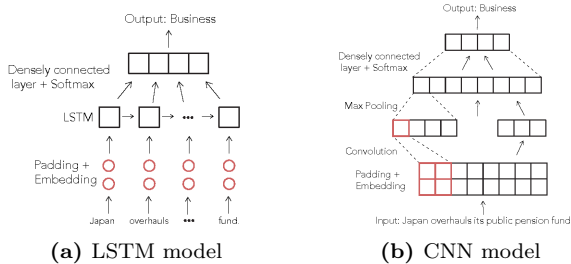 Output: Business
Densely connected
layer + Softmax
LSTM
Padding +
Embedding
Japan overhauls ••• fund.
(a) LSTM model
Output: Business
Densely connected
layer + Softmax
Max Pooling
Convolution
Padding +
Embedding
Input: Japan overhauls its public pension fund
(b) CNN model